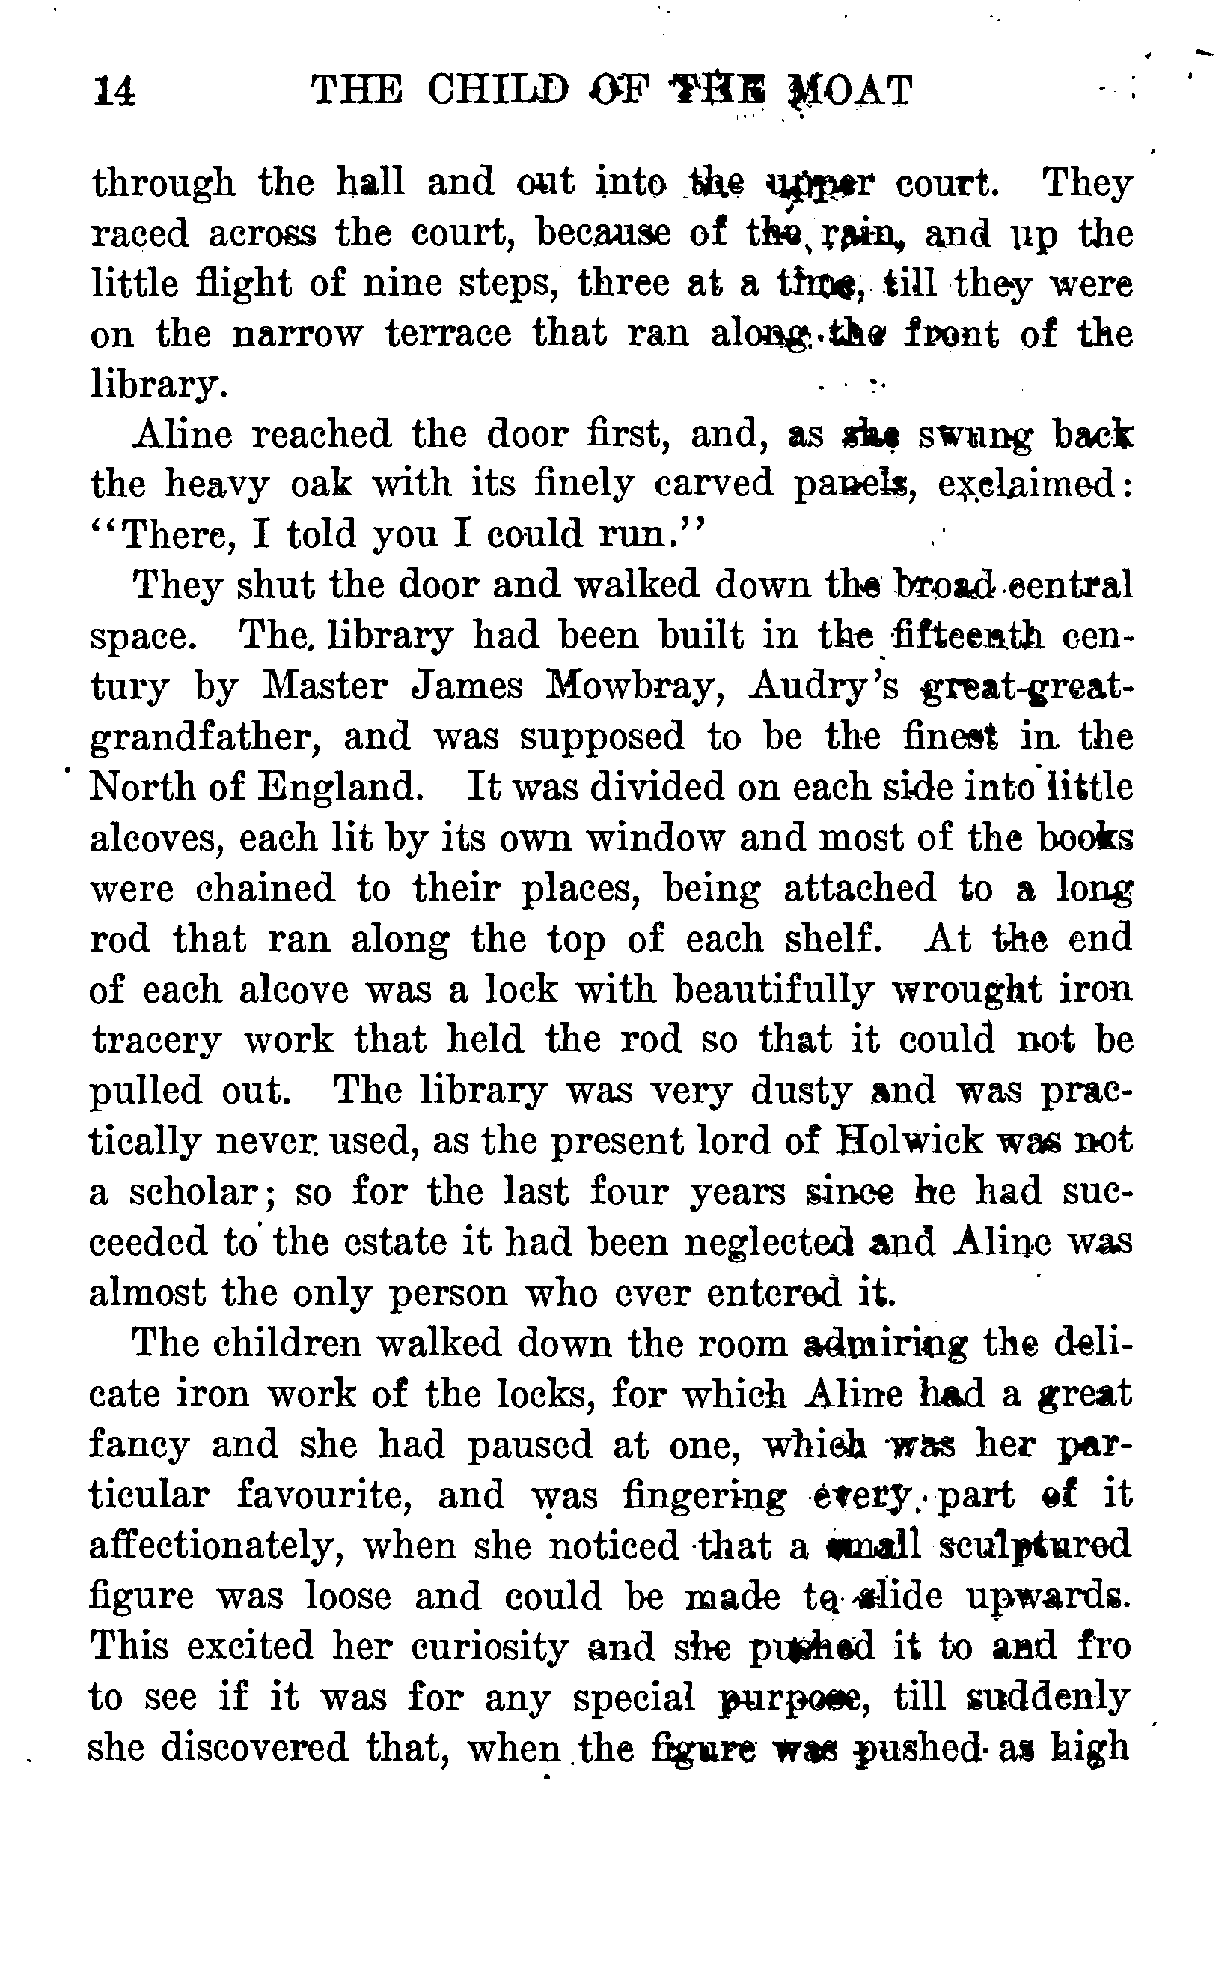 14 THE CHILD OF THE MOAT
through the hall and out into the upper court. They
raced across the court, because of the rain, and up the
little flight of nine steps, three at a time, till they were
on the narrow terrace that ran along the front of the
library.
Aline reached the door first, and, as she swung back
the heavy oak with its finely carved panels, exclaimed:
"There, I told you I could run."
They shut the door and walked down the broad central
space. The library had been built in the fifteenth cen-
tury by Master James Mowbray, Audry's great-great-
grandfather, and was supposed to be the finest in the
North of England. It was divided on each side into little
alcoves, each lit by its own window and most of the books
were chained to their places, being attached to a long
rod that ran along the top of each shelf. At the end
of each alcove was a lock with beautifully wrought iron
tracery work that held the rod so that it could not be
pulled out. The library was very dusty and was prac-
tically never used, as the present lord of Holwick was not
a scholar; so for the last four years since he had suc-
ceeded to the estate it had been neglected and Aline was
almost the only person who ever entered it.
The children walked down the room admiring the deli-
cate iron work of the locks, for which Aline had a great
fancy and she had paused at one, which was her par-
ticular favourite, and was fingering every part of it
affectionately, when she noticed that a small sculptured
figure was loose and could be made to slide upwards.
This excited her curiosity and she pushed it to and fro
to see if it was for any special purpose, till suddenly
she discovered that, when the figure was pushed as high